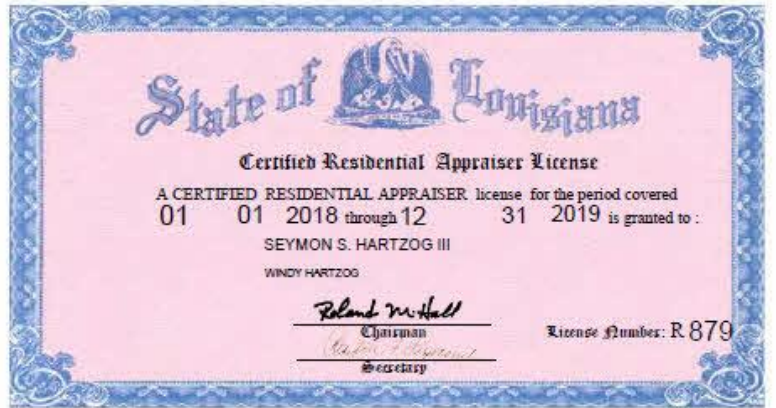 State of Louisiana
Certified Residential Appraiser License
A CERTIFIED RESIDENTIAL APPRAISER license for the period covered
01 01 2018 through 12 31 2019 is granted to :
SEYMON S. HARTZOG III
WINDY HARTZOG
Roland M. Hall
Chairman
License Number: R 879
Secretary